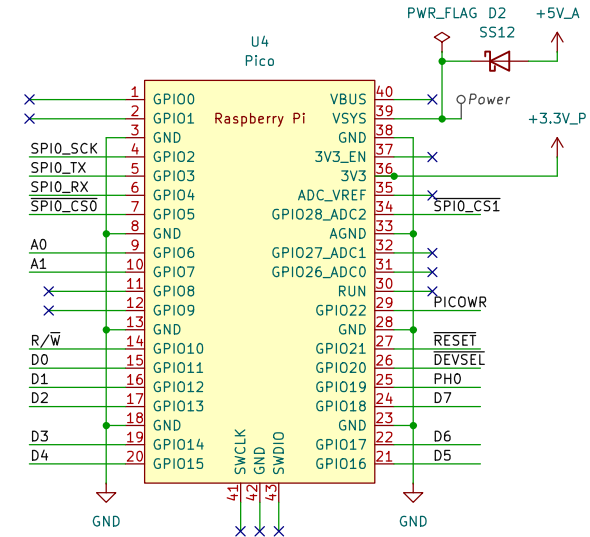 PWR_FLAG D2 +5V_A
SS12
U4
Pico
Power
+3.3V_P
Raspberry Pi
1 GPIO0 VBUS 40
2 GPIO1 VSYS 39
3 GND GND 38
SPI0_SCK 4 GPIO2 3V3_EN 37
SPI0_TX 5 GPIO3 3V3 36
SPI0_RX 6 GPIO4 ADC_VREF 35
SPI0_CS0 7 GPIO5 GPIO28_ADC2 34 SPI0_CS1
8 GND AGND 33
A0 9 GPIO6 GPIO27_ADC1 32
A1 10 GPIO7 GPIO26_ADC0 31
11 GPIO8 RUN 30
12 GPIO9 GPIO22 29 PICOWR
13 GND GND 28
R/W 14 GPIO10 GPIO21 27 RESET
D0 15 GPIO11 GPIO20 26 DEVSEL
D1 16 GPIO12 GPIO19 25 PH0
D2 17 GPIO13 GPIO18 24 D7
18 GND GND 23
D3 19 GPIO14 GPIO17 22 D6
D4 20 GPIO15 GPIO16 21 D5
SWCLK GND SWDIO
41 42 43
GND GND